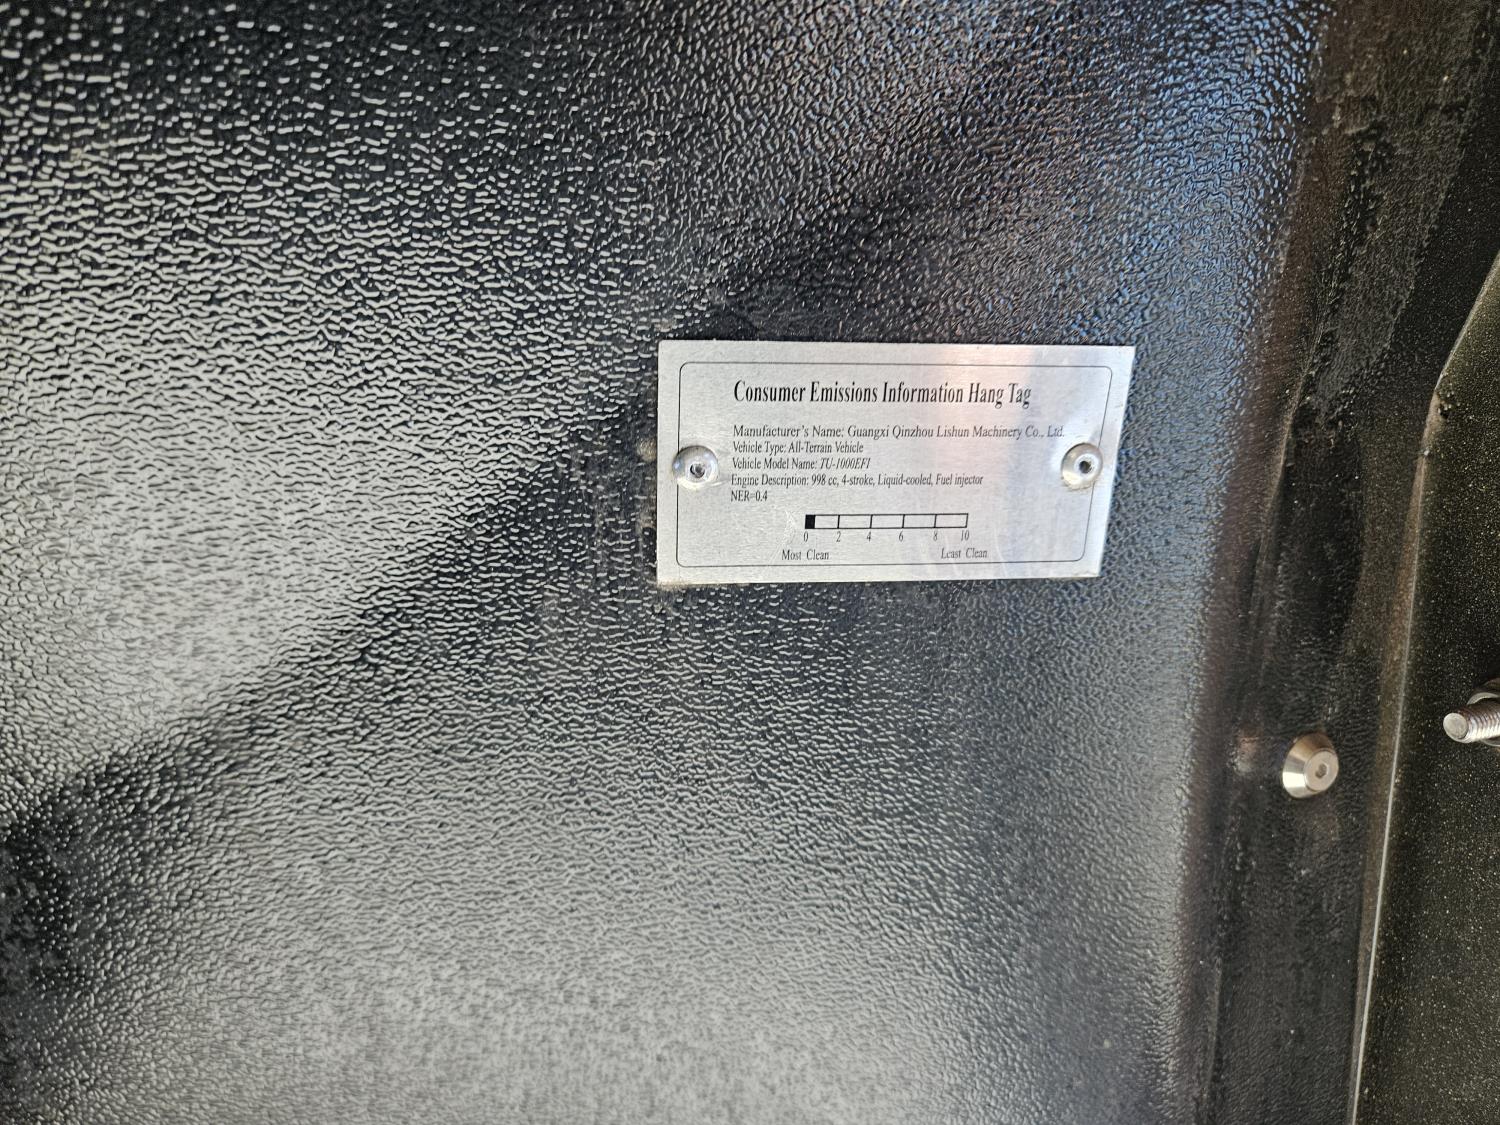 Consumer Emissions Information Hang Tag
Manufacturer's Name: Guangxi Qinzhou Lishun Machinery Co., Ltd.
Vehicle Type: All-Terrain Vehicle
Vehicle Model Name: TU-1000EFI
Engine Description: 998 cc, 4-stroke, Liquid-cooled, Fuel injector
NER=0.4
0 2 4 6 8 10
Most Clean Least Clean